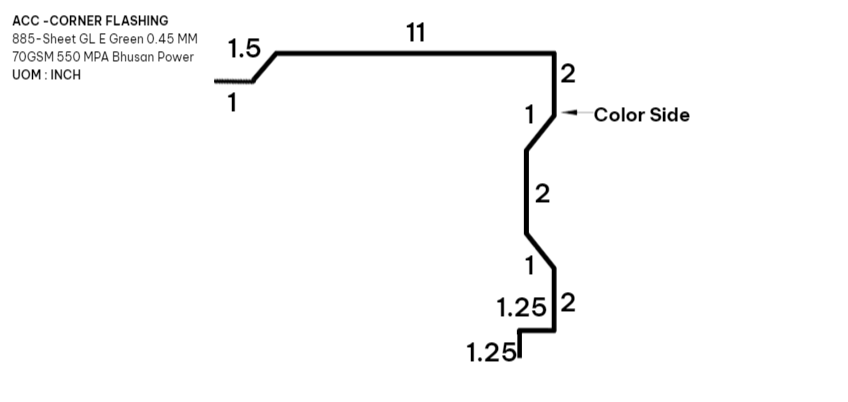 ACC -CORNER FLASHING
885-Sheet GL E Green 0.45 MM
70GSM 550 MPA Bhusan Power
UOM : INCH
11
1.5
1
2
1
Color Side
2
1
1.25
2
1.25